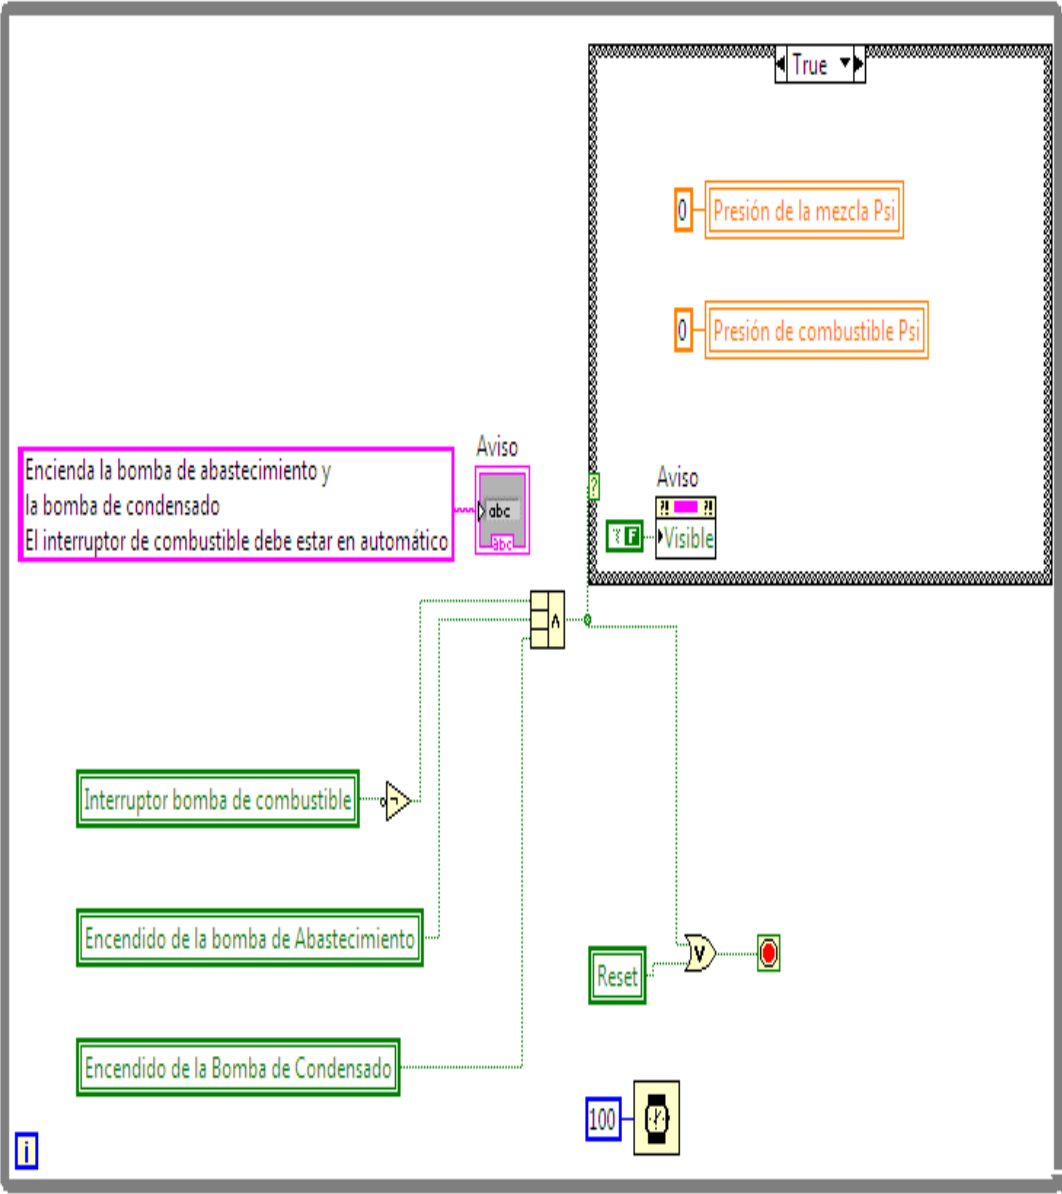 True
0
Presión de la mezcla Psi
0
Presión de combustible Psi
Aviso
Encienda la bomba de abastecimiento y
la bomba de condensado
El interruptor de combustible debe estar en automático
abc
abc
?
Aviso
?! ?!
F
Visible
Interruptor bomba de combustible
Encendido de la bomba de Abastecimiento
Reset
Encendido de la Bomba de Condensado
100
i